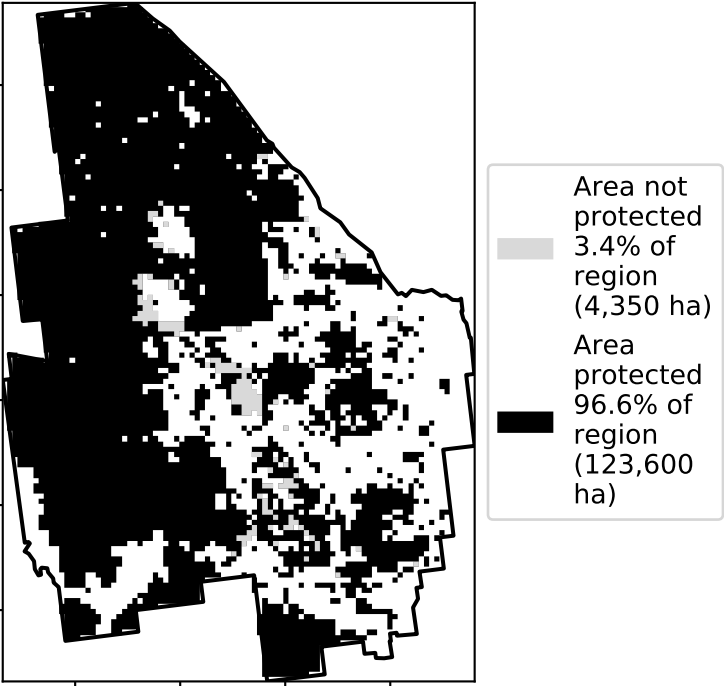 Area not
protected
3.4% of
region
(4,350 ha)
Area
protected
96.6% of
region
(123,600
ha)